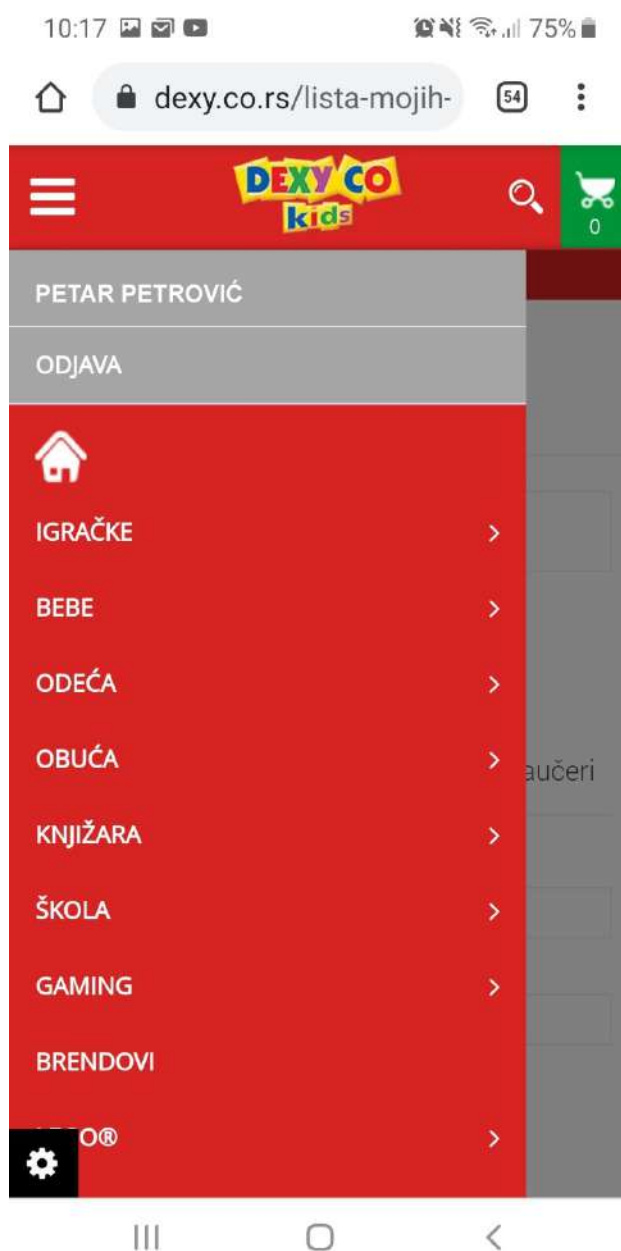 10:17 75%
dexy.co.rs/lista-mojih- 54
DEXY CO
kids
0
PETAR PETROVIĆ
ODJAVA
IGRAČKE
BEBE
ODEĆA
OBUĆA
aučeri
KNJIŽARA
ŠKOLA
GAMING
BRENDOVI
O®